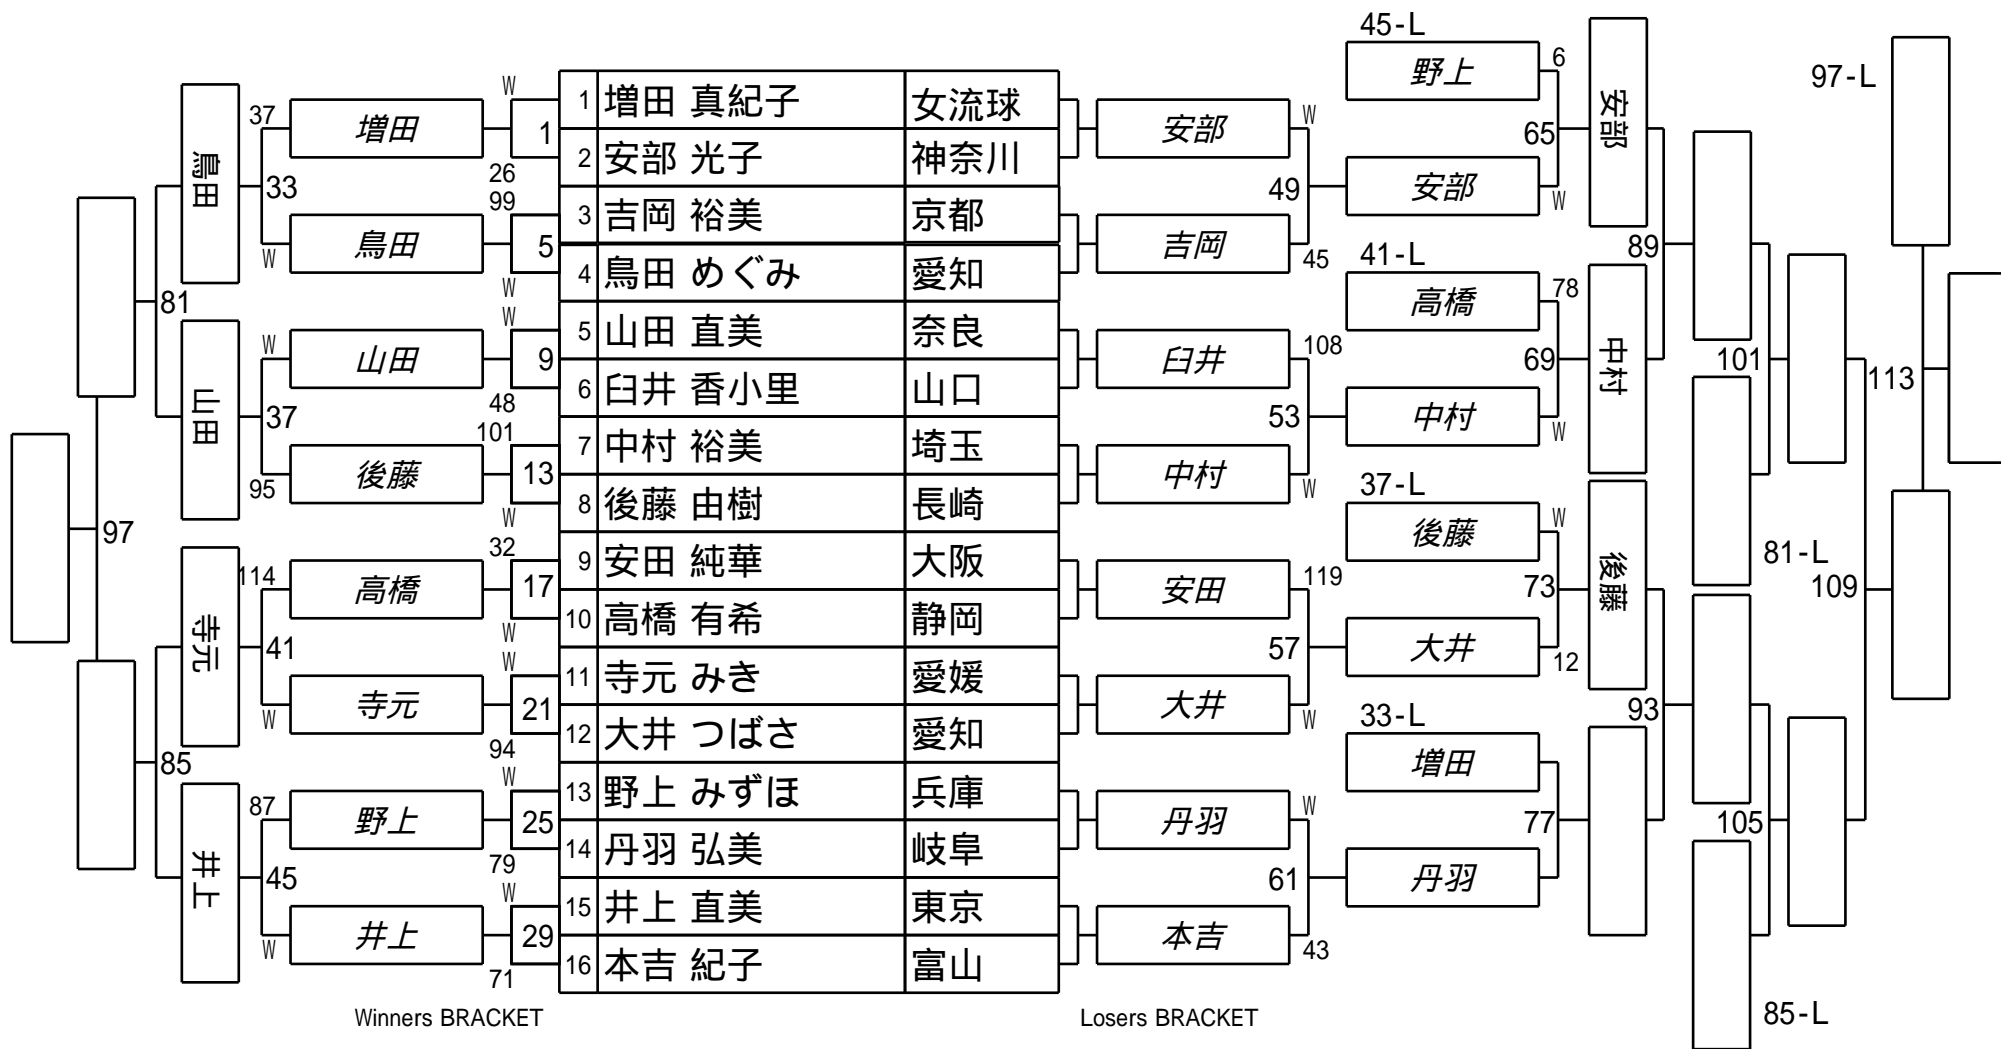 45-L
野上
6
安部
97-L
鳥田
37
増田
W
1
1 増田 真紀子 女流球
安部
W
65
2 安部 光子 神奈川
33
26
49
安部
W
99
3 吉岡 裕美 京都
鳥田
5
吉岡
45
W
4 鳥田 めぐみ 愛知
W
41-L
89
高橋
78
中村
81
山田
W
山田
W
9
5 山田 直美 奈良
臼井
108
69
101
113
6 臼井 香小里 山口
37
48
53
中村
W
101
7 中村 裕美 埼玉
後藤
13
中村
W
95
8 後藤 由樹 長崎
W
37-L
後藤
W
後藤
97
寺元
114
高橋
32
17
9 安田 純華 大阪
安田
119
73
81-L
109
10 高橋 有希 静岡
W
41
57
大井
12
W
11 寺元 みき 愛媛
寺元
21
大井
W
W
12 大井 つばさ 愛知
94
33-L
93
増田
85
井上
87
野上
W
25
13 野上 みずほ 兵庫
丹羽
W
77
105
14 丹羽 弘美 岐阜
79
45
61
丹羽
W
15 井上 直美 東京
井上
29
本吉
43
W
16 本吉 紀子 富山
71
85-L
Winners BRACKET
Losers BRACKET